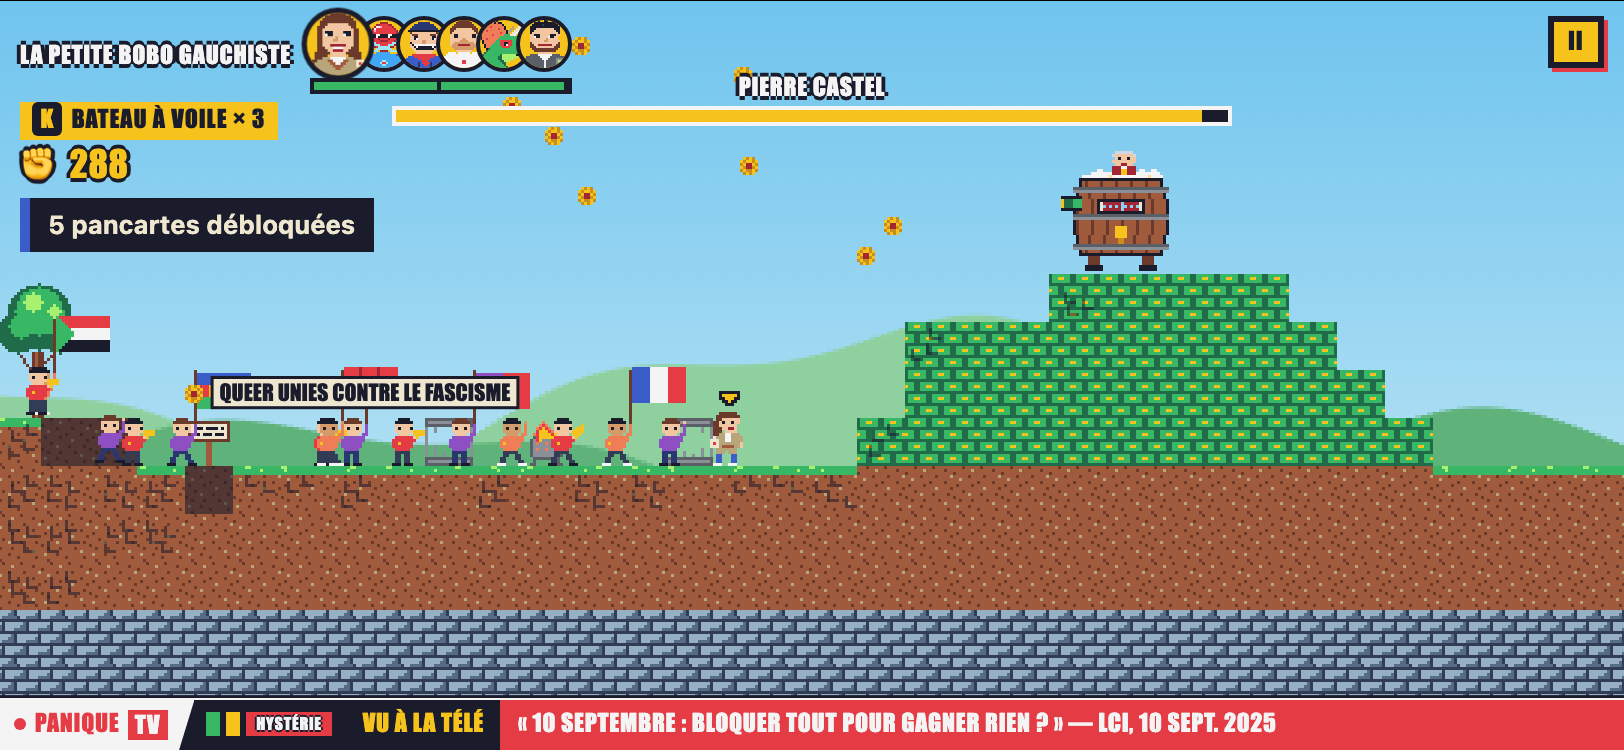 LA PETITE BOBO GAUCHISTE
PIERRE CASTEL
K BATEAU À VOILE × 3
288
5 pancartes débloquées
QUEER UNIES CONTRE LE FASCISME
PANIQUE TV
HYSTÉRIE
VU À LA TÉLÉ
« 10 SEPTEMBRE : BLOQUER TOUT POUR GAGNER RIEN ? » — LCI, 10 SEPT. 2025